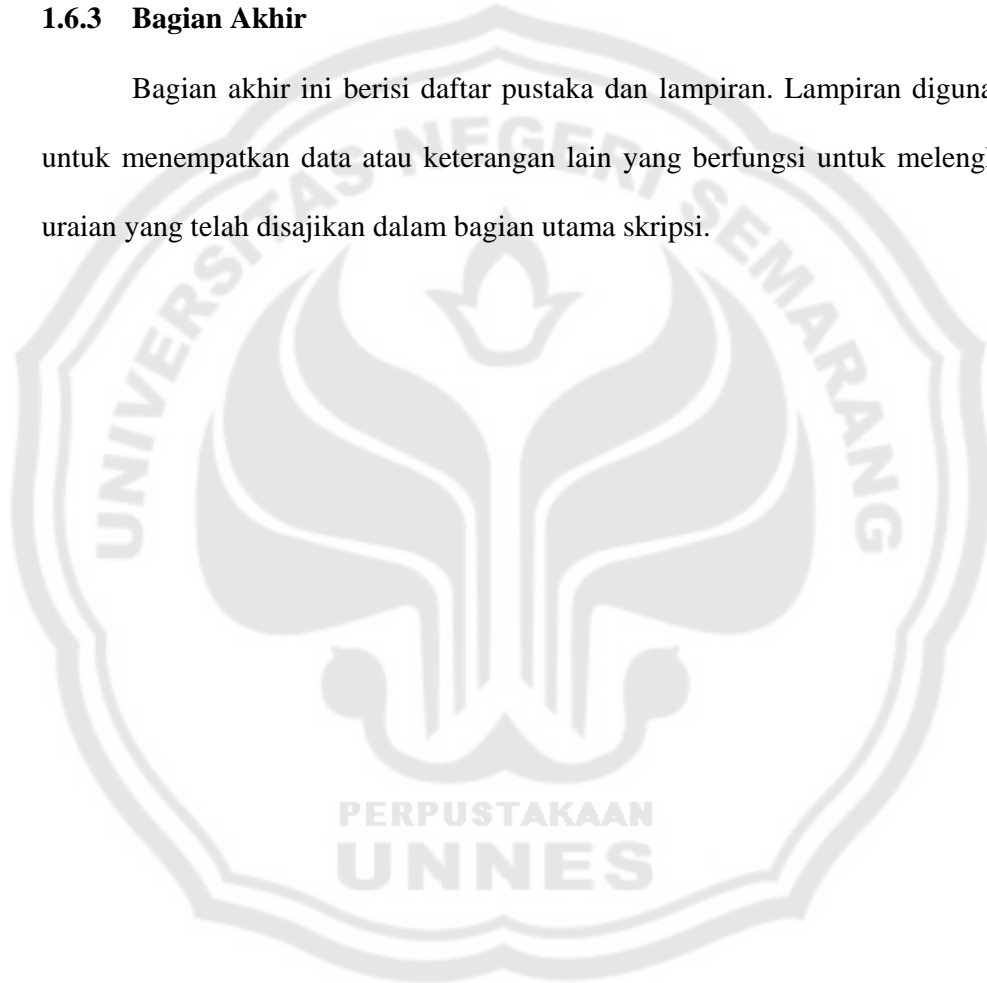 1.6.3 Bagian Akhir
Bagian akhir ini berisi daftar pustaka dan lampiran. Lampiran diguna
untuk menempatkan data atau keterangan lain yang berfungsi untuk meleng
uraian yang telah disajikan dalam bagian utama skripsi.
UNIVERSITAS NEGERI SEMARANG
PERPUSTAKAAN
UNNES